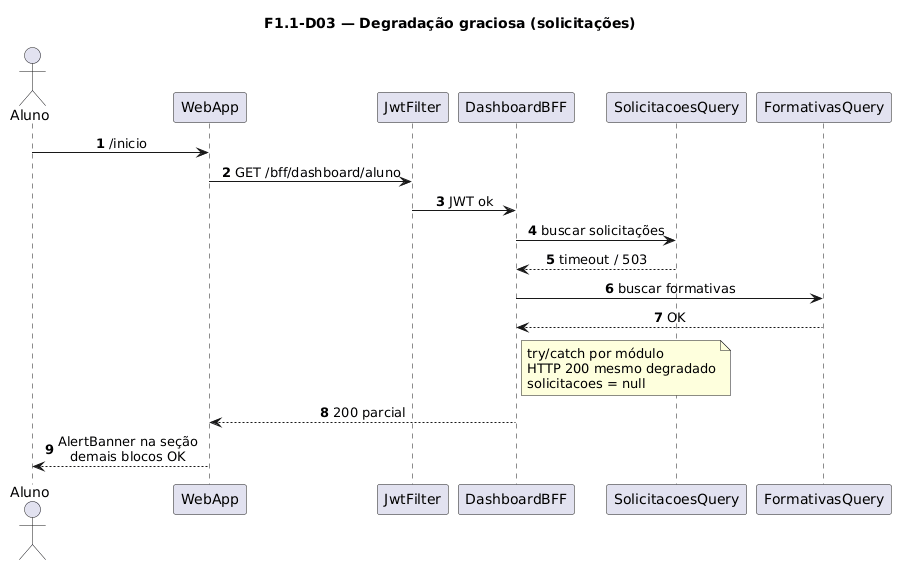 F1.1-D03 — Degradação graciosa (solicitações)
Aluno
WebApp
JwtFilter
DashboardBFF
SolicitacoesQuery
FormativasQuery
1 /inicio
2 GET /bff/dashboard/aluno
3 JWT ok
4 buscar solicitações
5 timeout / 503
6 buscar formativas
7 OK
try/catch por módulo
HTTP 200 mesmo degradado
solicitacoes = null
8 200 parcial
9 AlertBanner na seção
demais blocos OK
Aluno
WebApp
JwtFilter
DashboardBFF
SolicitacoesQuery
FormativasQuery